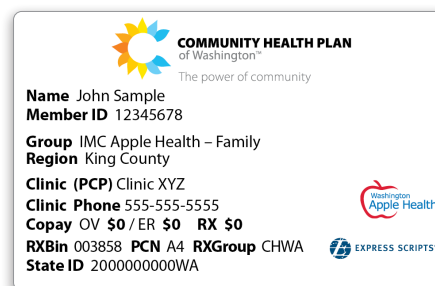 COMMUNITY HEALTH PLAN
of Washington™
The power of community
Name John Sample
Member ID 12345678
Group IMC Apple Health – Family
Region King County
Clinic (PCP) Clinic XYZ
Clinic Phone 555-555-5555
Washington
Apple Health
Copay OV $0 / ER $0 RX $0
RXBin 003858 PCN A4 RXGroup CHWA
EXPRESS SCRIPTS®
State ID 2000000000WA